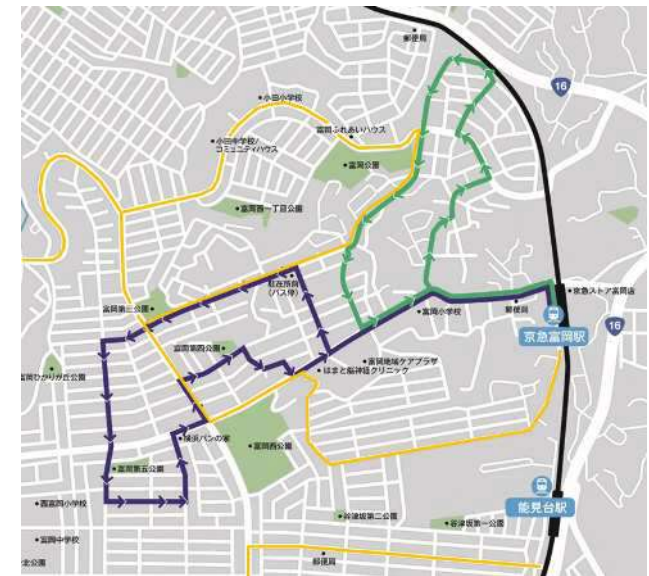 郵便局
16
小田小学校
富岡ふれあいハウス
小田中学校/
コミュニティハウス
富岡公園
富岡西一丁目公園
駐在所前
(バス停)
京急ストア富岡店
富岡第三公園
富岡小学校
郵便局
京急富岡駅
16
富岡第四公園
富岡地域ケアプラザ
はまと脳神経クリニック
富岡ひかりが丘公園
横浜パンの家
富岡西公園
富岡第五公園
西富岡小学校
能見台駅
谷津坂第二公園
谷津坂第一公園
富岡中学校
郵便局
北公園